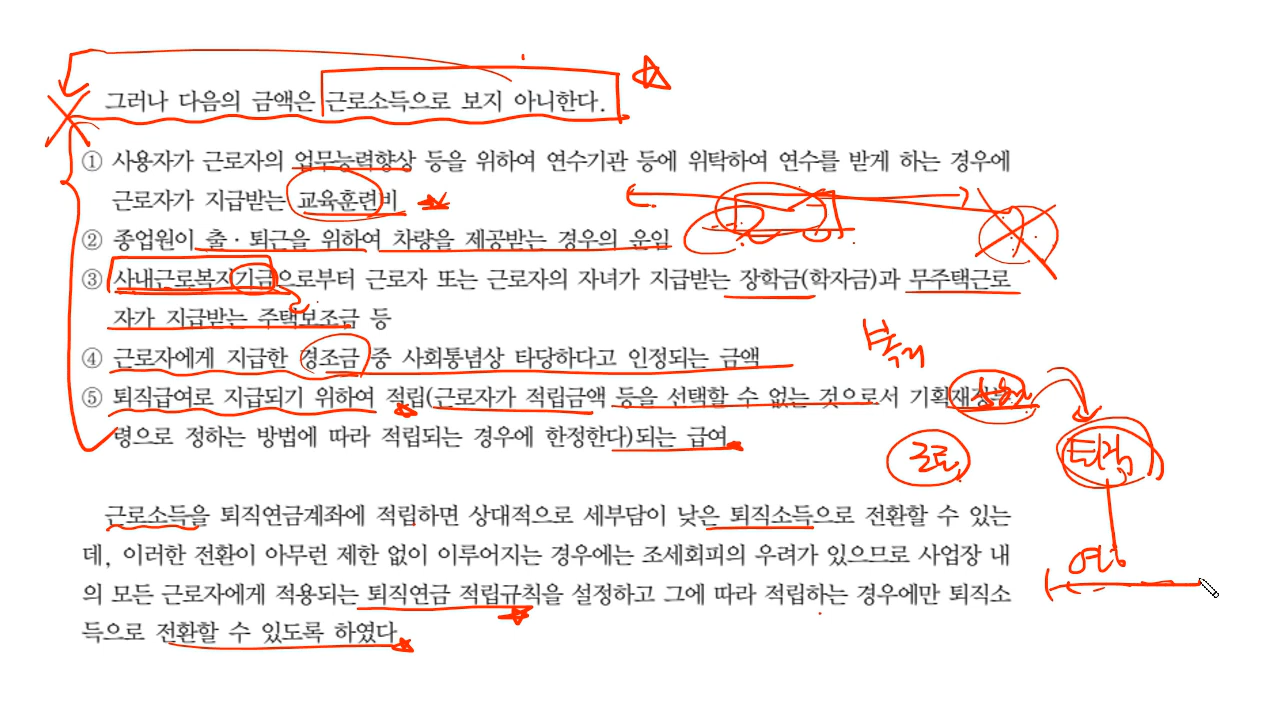 그러나 다음의 금액은 근로소득으로 보지 아니한다.
① 사용자가 근로자의 업무능력향상 등을 위하여 연수기관 등에 위탁하여 연수를 받게 하는 경우에
근로자가 지급받는 교육훈련비
② 종업원이 출·퇴근을 위하여 차량을 제공받는 경우의 운임
③ 사내근로복지기금으로부터 근로자 또는 근로자의 자녀가 지급받는 장학금(학자금)과 무주택근로
자가 지급받는 주택보조금 등
복지
④ 근로자에게 지급한 경조금 중 사회통념상 타당하다고 인정되는 금액
⑤ 퇴직급여로 지급되기 위하여 적립(근로자가 적립금액 등을 선택할 수 없는 것으로서 기획재정부
령으로 정하는 방법에 따라 적립되는 경우에 한정한다)되는 급여
근로
퇴직
근로소득을 퇴직연금계좌에 적립하면 상대적으로 세부담이 낮은 퇴직소득으로 전환할 수 있는
데, 이러한 전환이 아무런 제한 없이 이루어지는 경우에는 조세회피의 우려가 있으므로 사업장 내
의 모든 근로자에게 적용되는 퇴직연금 적립규칙을 설정하고 그에 따라 적립하는 경우에만 퇴직소
득으로 전환할 수 있도록 하였다